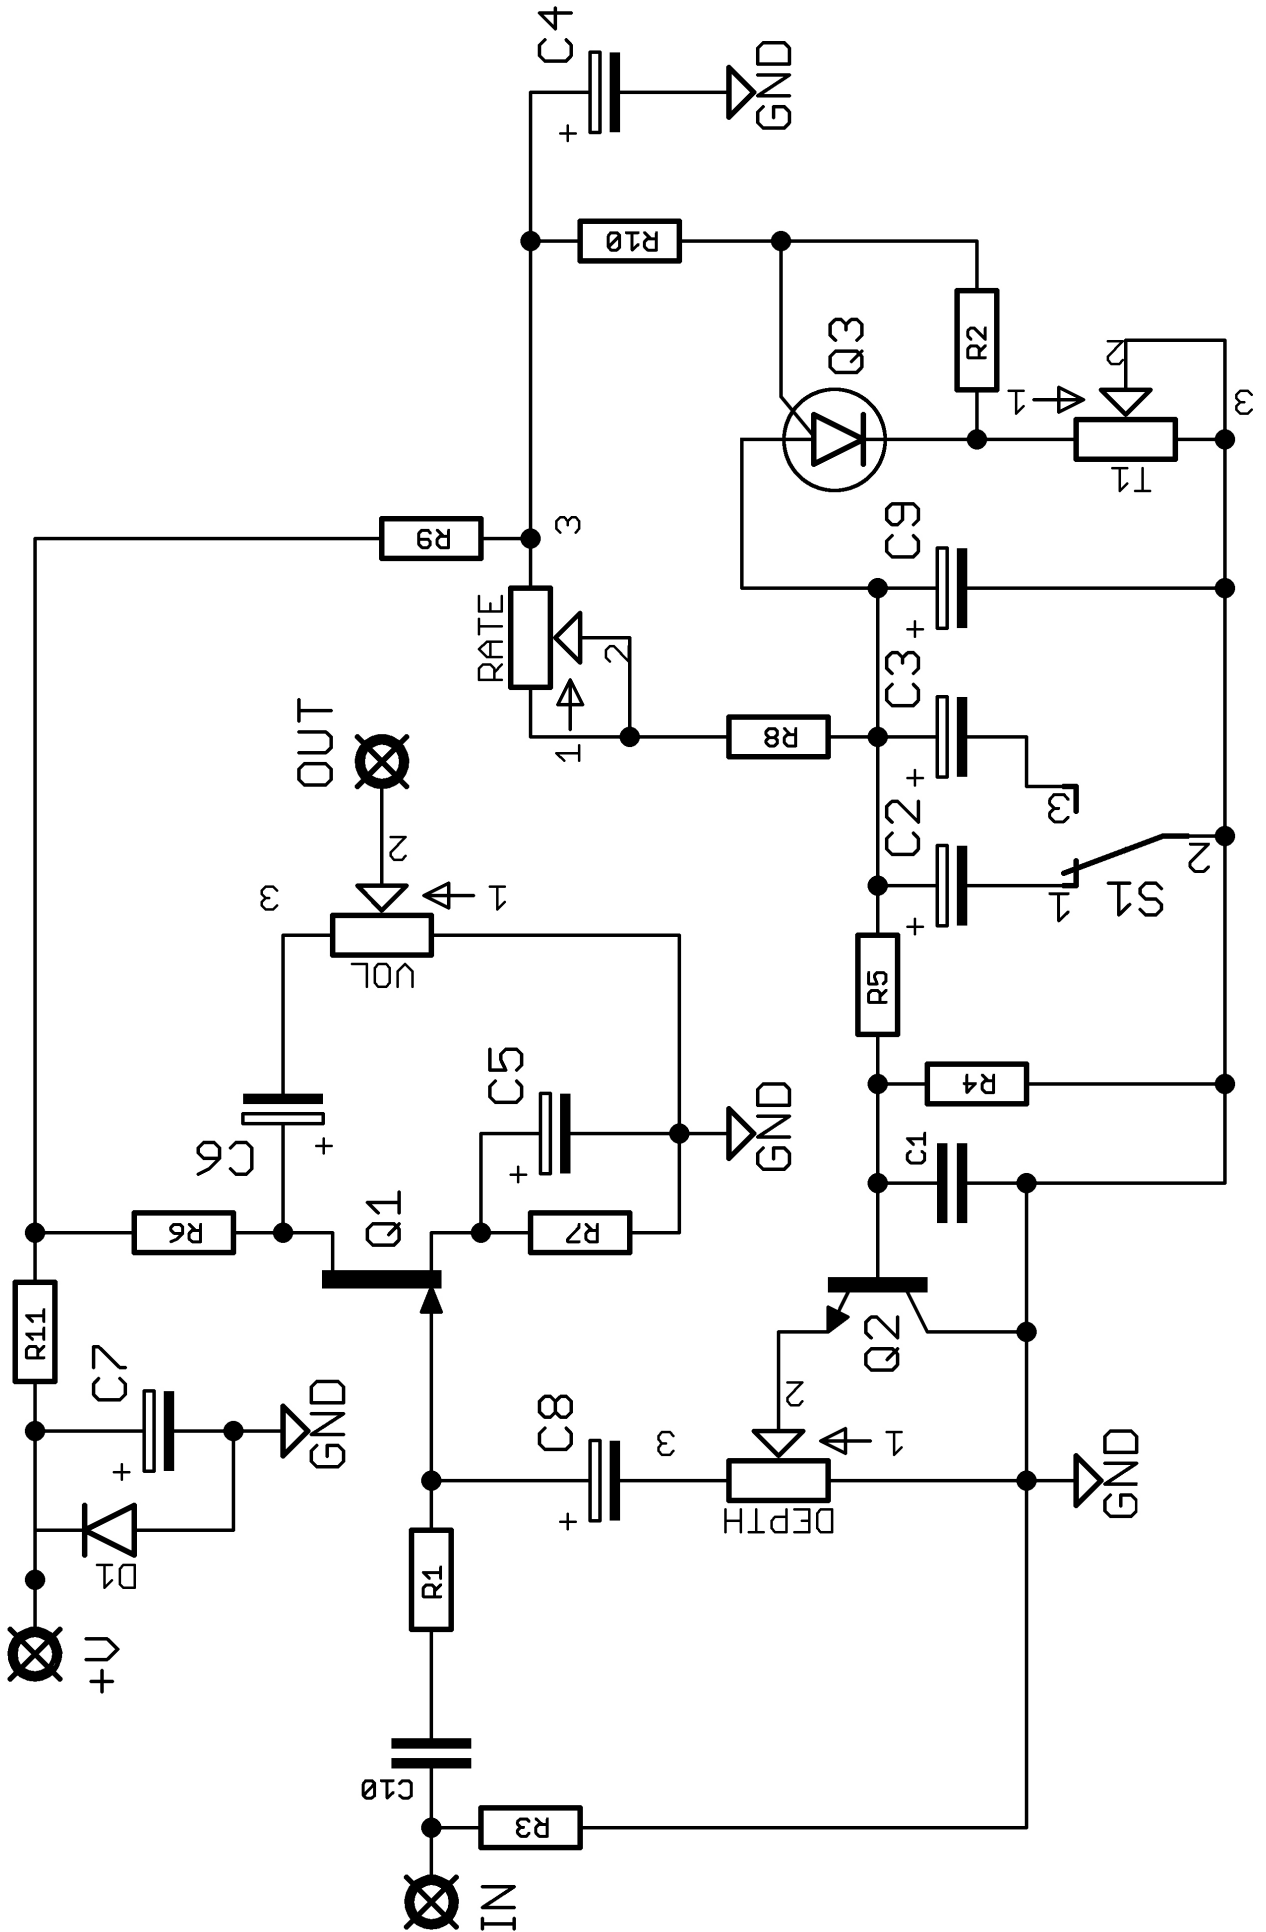 +V
D1
C7
+
GND
R11
R6
C6
+
3
VOL
1
2
OUT
R9
RATE
3
1
2
IN
C10
R3
R1
Q1
C5
+
R7
GND
C8
+
3
DEPTH
1
2
GND
Q2
C1
R4
R5
C2
+
C3
+
C9
+
S1
1
3
2
R8
Q3
R10
R2
T1
1
2
3
C4
+
GND